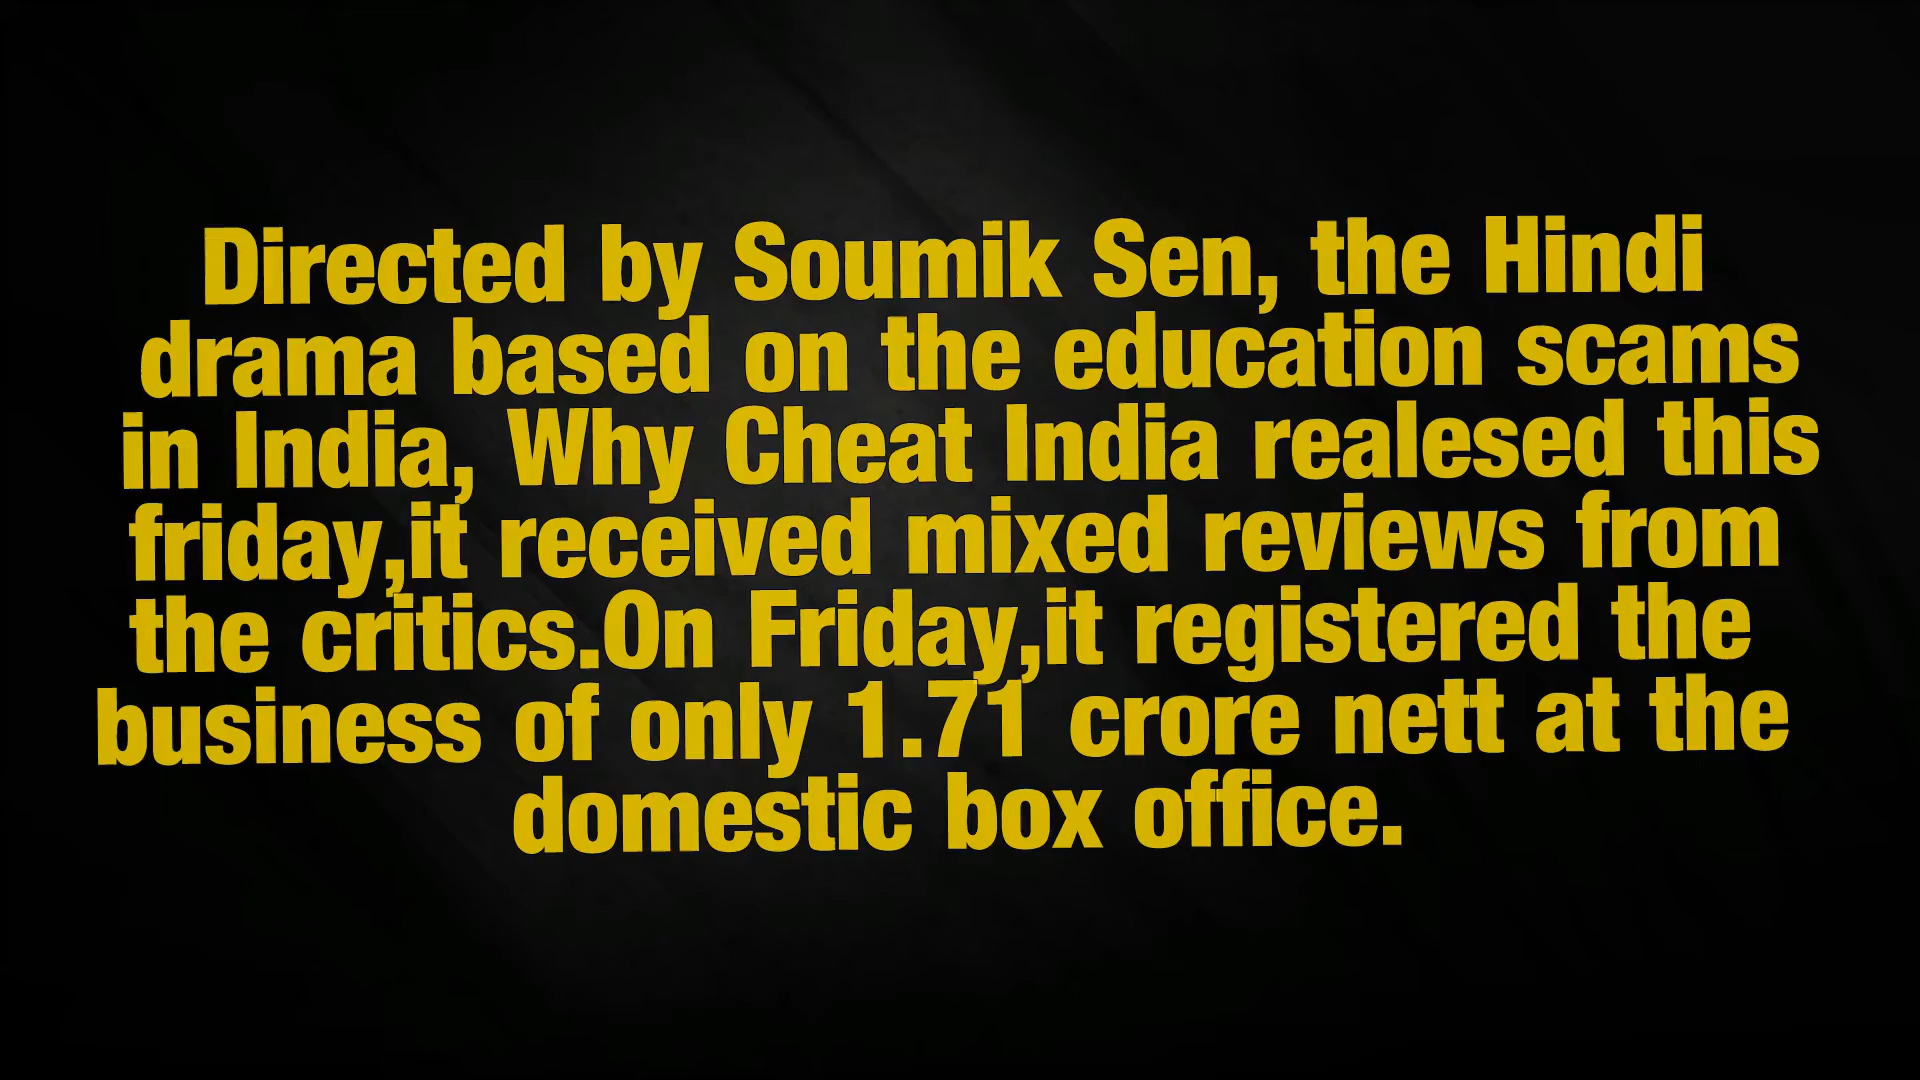 Directed by Soumik Sen, the Hindi
drama based on the education scams
in India, Why Cheat India realesed this
friday,it received mixed reviews from
the critics.On Friday,it registered the
business of only 1.71 crore nett at the
domestic box office.